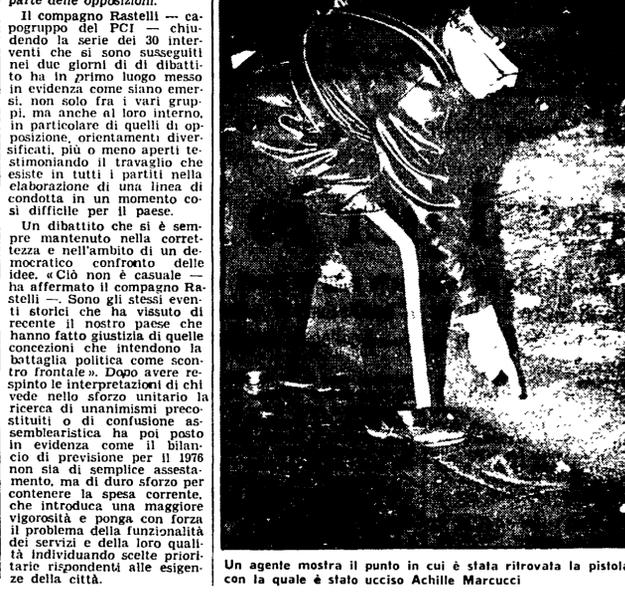 parte delle opposizioni.
Il compagno Rastelli — ca-
pogruppo del PCI — chiu-
dendo la serie dei 30 inter-
venti che si sono susseguiti
nei due giorni di di dibatti-
to ha in primo luogo messo
in evidenza come siano emer-
si, non solo fra i vari grup-
pi, ma anche al loro interno,
in particolare di quelli di op-
posizione, orientamenti diver-
sificati, più o meno aperti te-
stimoniando il travaglio che
esiste in tutti i partiti nella
elaborazione di una linea di
condotta in un momento co-
sì difficile per il paese.
Un dibattito che si è sem-
pre mantenuto nella corret-
tezza e nell'ambito di un de-
mocratico confronto delle
idee. «Ciò non è casuale —
ha affermato il compagno Ra-
stelli —. Sono gli stessi even-
ti storici che ha vissuto di
recente il nostro paese che
hanno fatto giustizia di quelle
concezioni che intendono la
battaglia politica come scon-
tro frontale». Dopo avere re-
spinto le interpretazioni di chi
vede nello sforzo unitario la
ricerca di unanimismi preco-
stituiti o di confusione as-
semblearistica ha poi posto
in evidenza come il bilan-
cio di previsione per il 1976
non sia di semplice assesta-
mento, ma di duro sforzo per
contenere la spesa corrente,
che introduca una maggiore
vigorosità e ponga con forza
il problema della funzionalità
dei servizi e della loro quali-
tà individuando scelte priori-
tarie rispondenti alle esigen-
ze della città.
Un agente mostra il punto in cui è stata ritrovata la pistola
con la quale è stato ucciso Achille Marcucci